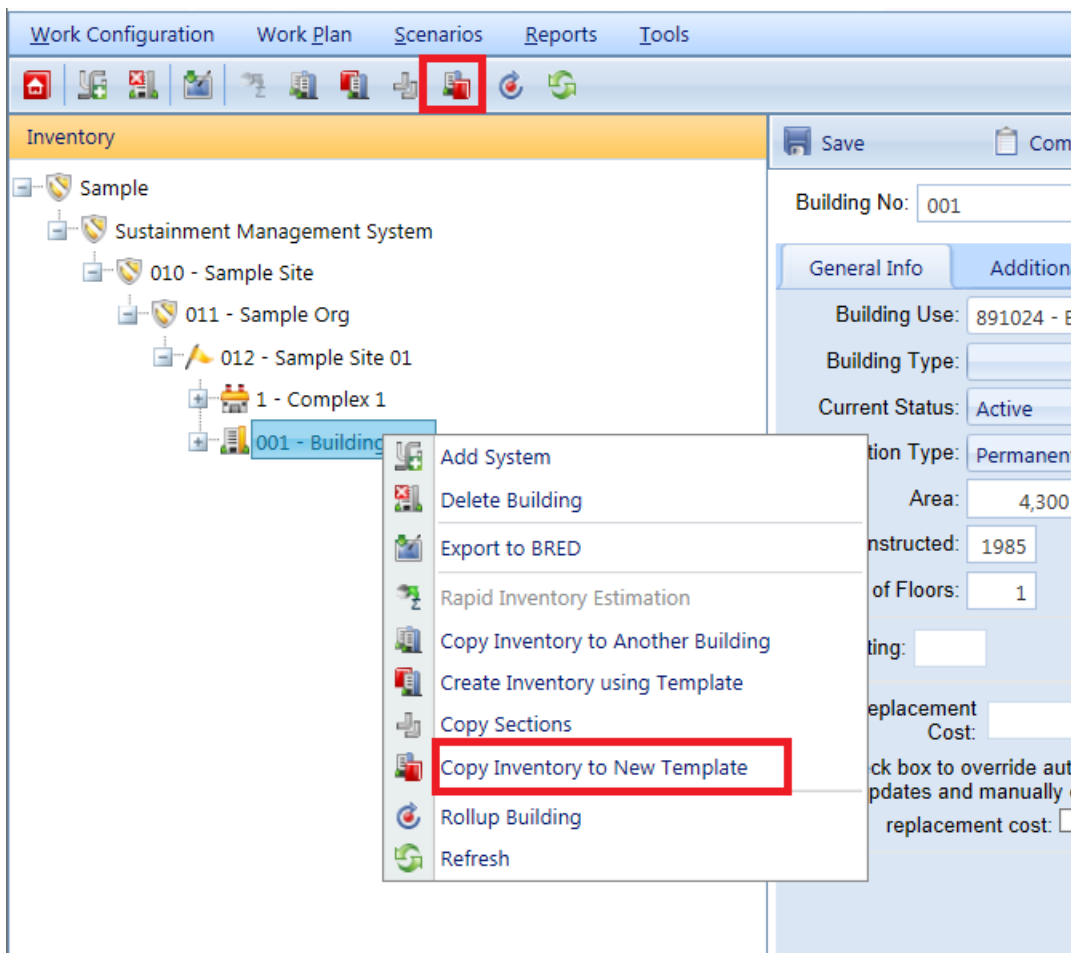 Work Configuration Work Plan Scenarios Reports Tools
Inventory
Save Com
Sample
Building No: 001
Sustainment Management System
010 - Sample Site
General Info Addition
011 - Sample Org
Building Use: 891024 - B
012 - Sample Site 01
Building Type:
1 - Complex 1
Current Status: Active
001 - Building
Add System
tion Type: Permanent
Delete Building
Area: 4,300
Export to BRED
nstructed: 1985
Rapid Inventory Estimation
of Floors: 1
Copy Inventory to Another Building
ting:
Create Inventory using Template
eplacement
Cost:
Copy Sections
Copy Inventory to New Template
ck box to override aut
pdates and manually
replacement cost:
Rollup Building
Refresh